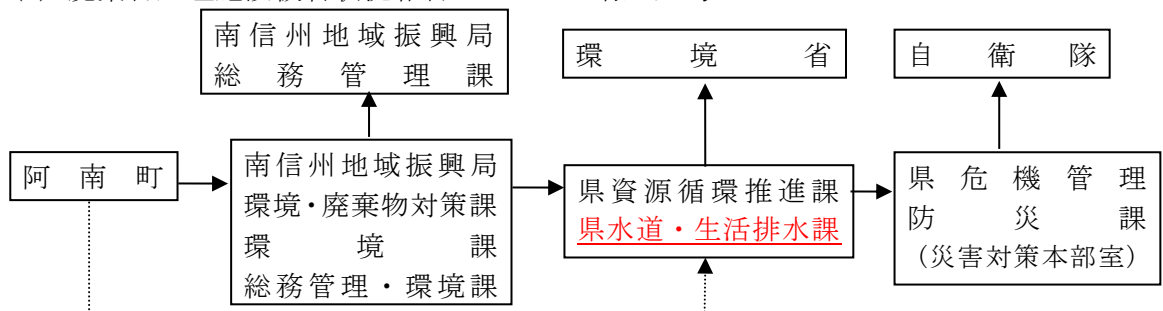 南信州地域振興局
総務管理課
環境省
自衛隊
阿南町
南信州地域振興局
環境・廃棄物対策課
環境課
総務管理・環境課
県資源循環推進課
県水道・生活排水課
県危機管理
防災課
(災害対策本部室)